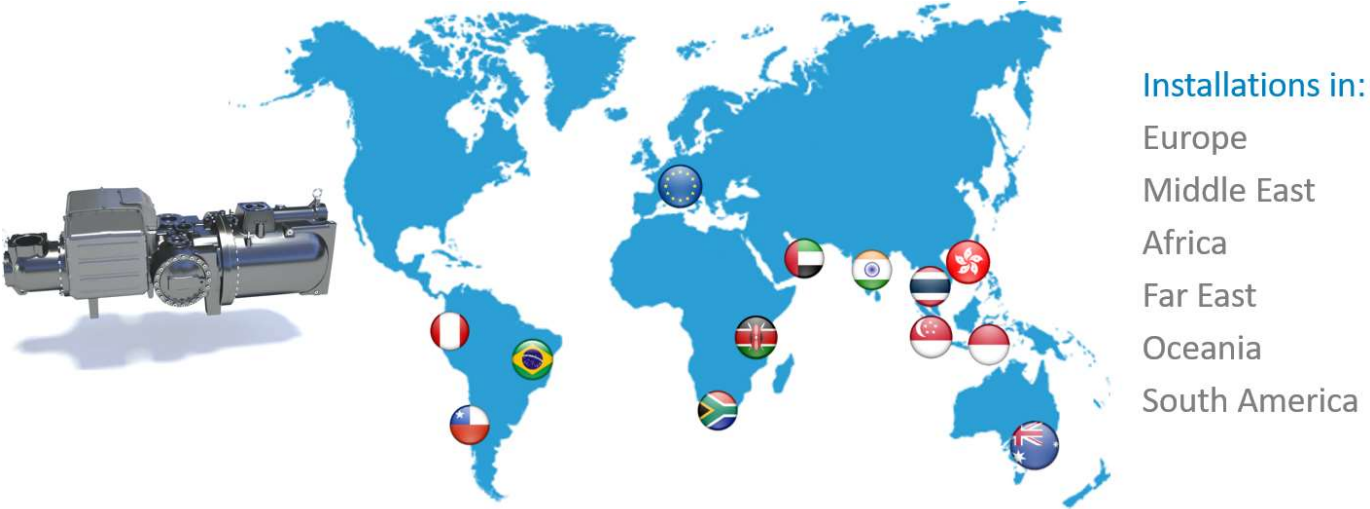 Installations in:
Europe
Middle East
Africa
Far East
Oceania
South America